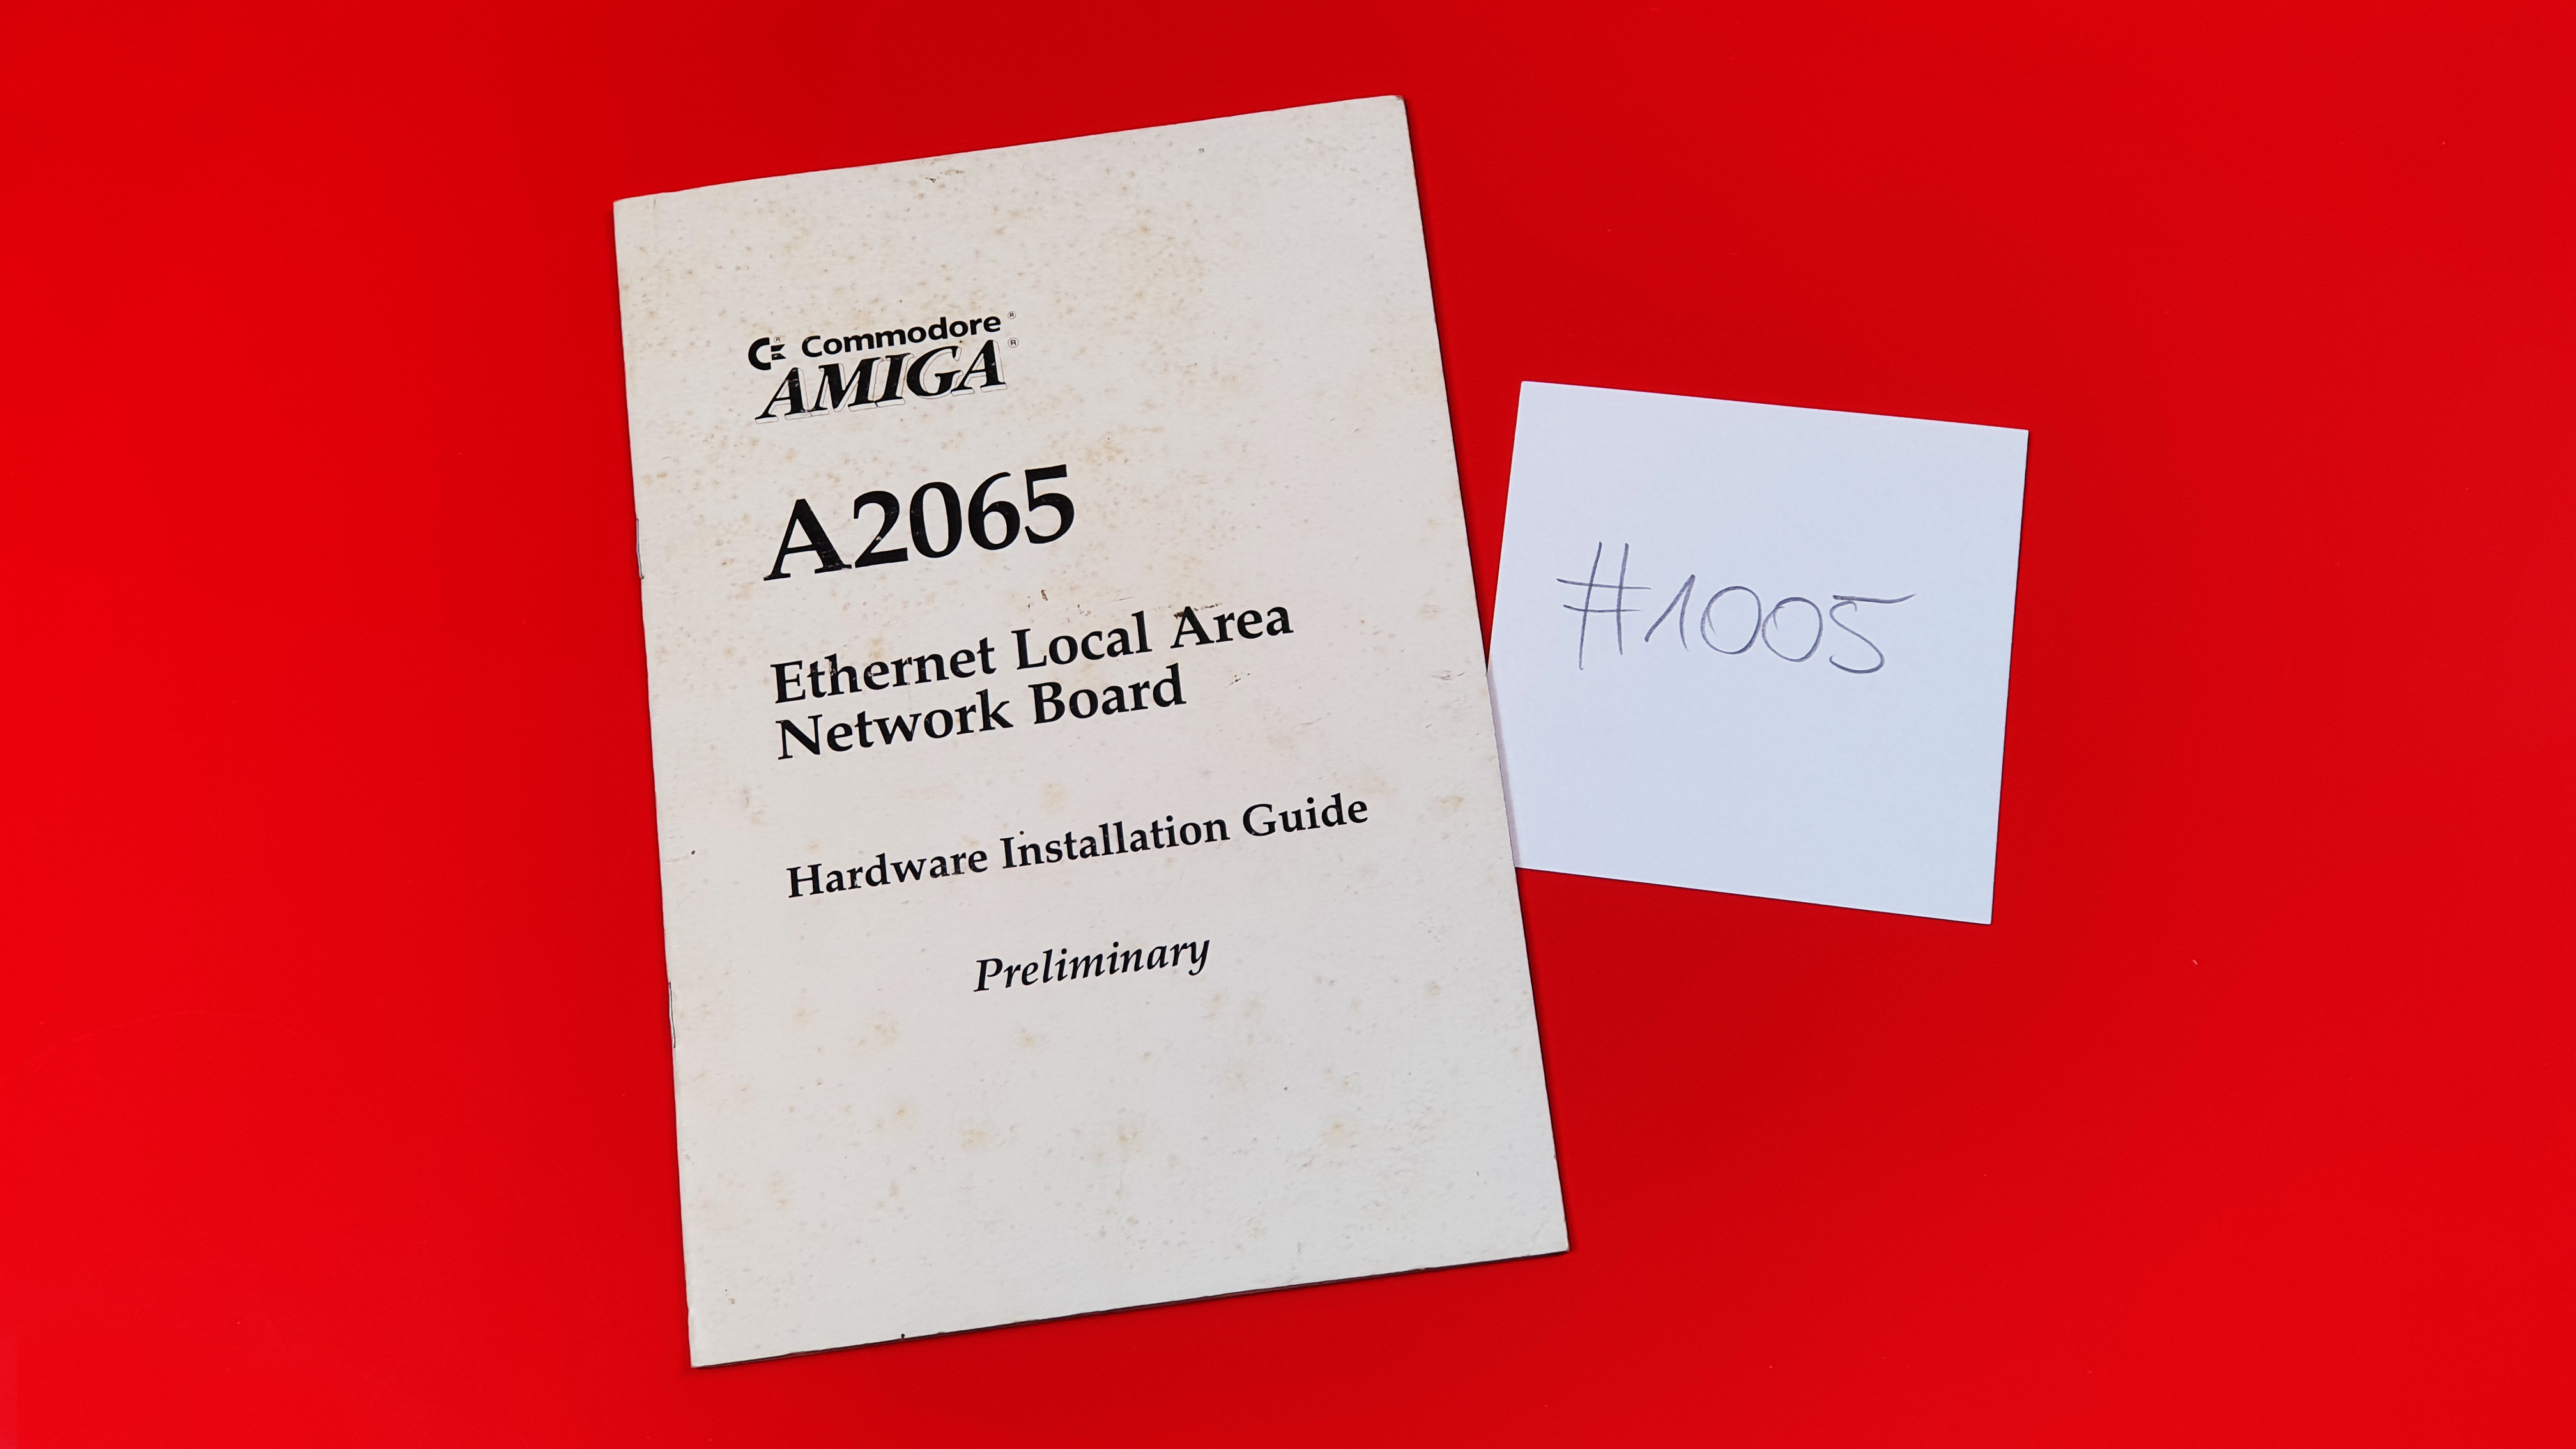 Commodore®
AMIGA®
A2065
Ethernet Local Area
Network Board
Hardware Installation Guide
Preliminary
#1005